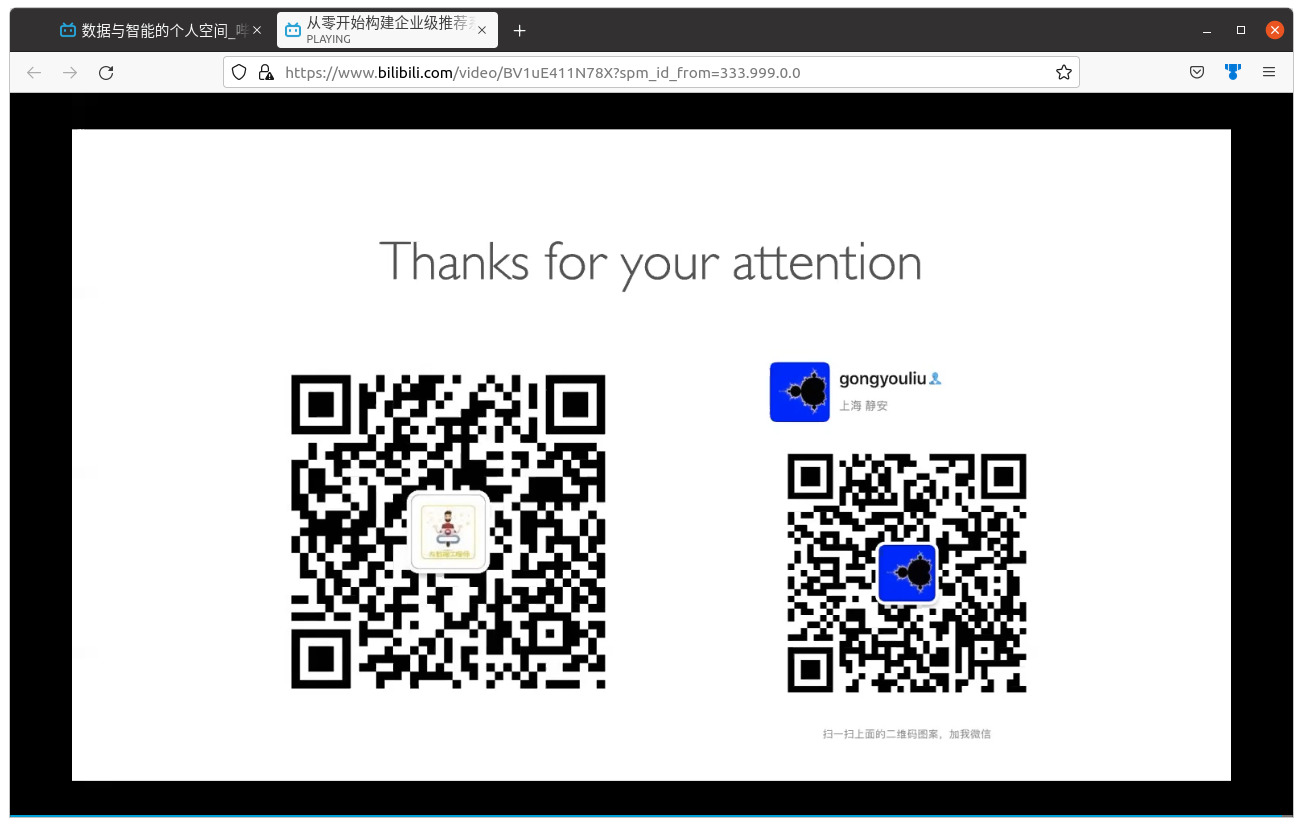 数据与智能的个人空间_哔
从零开始构建企业级推荐系
PLAYING
https://www.bilibili.com/video/BV1uE411N78X?spm_id_from=333.999.0.0
Thanks for your attention
gongyouliu
上海 静安
扫一扫上面的二维码图案，加我微信